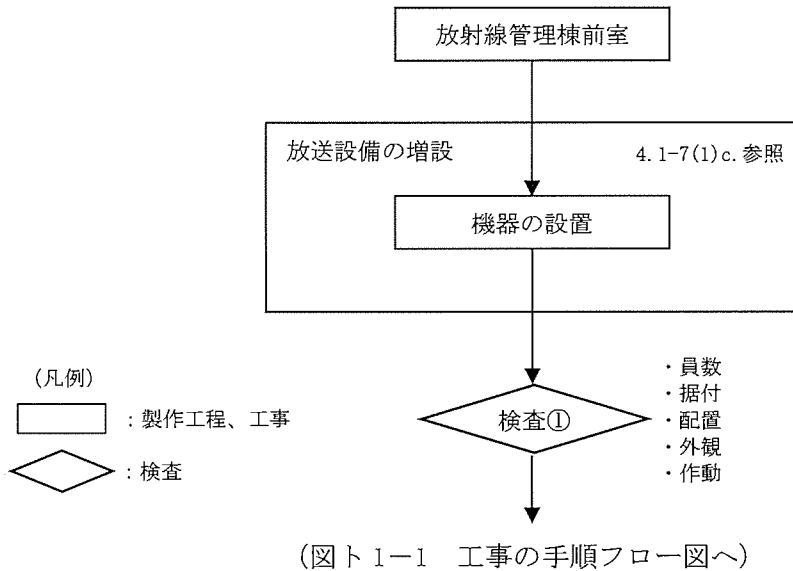 放射線管理棟前室
放送設備の増設
4.1-7(1)c.参照
機器の設置
検査①
・員数
・据付
・配置
・外観
・作動
(凡例)
：製作工程、工事
：検査
(図ト1－1　工事の手順フロー図へ)